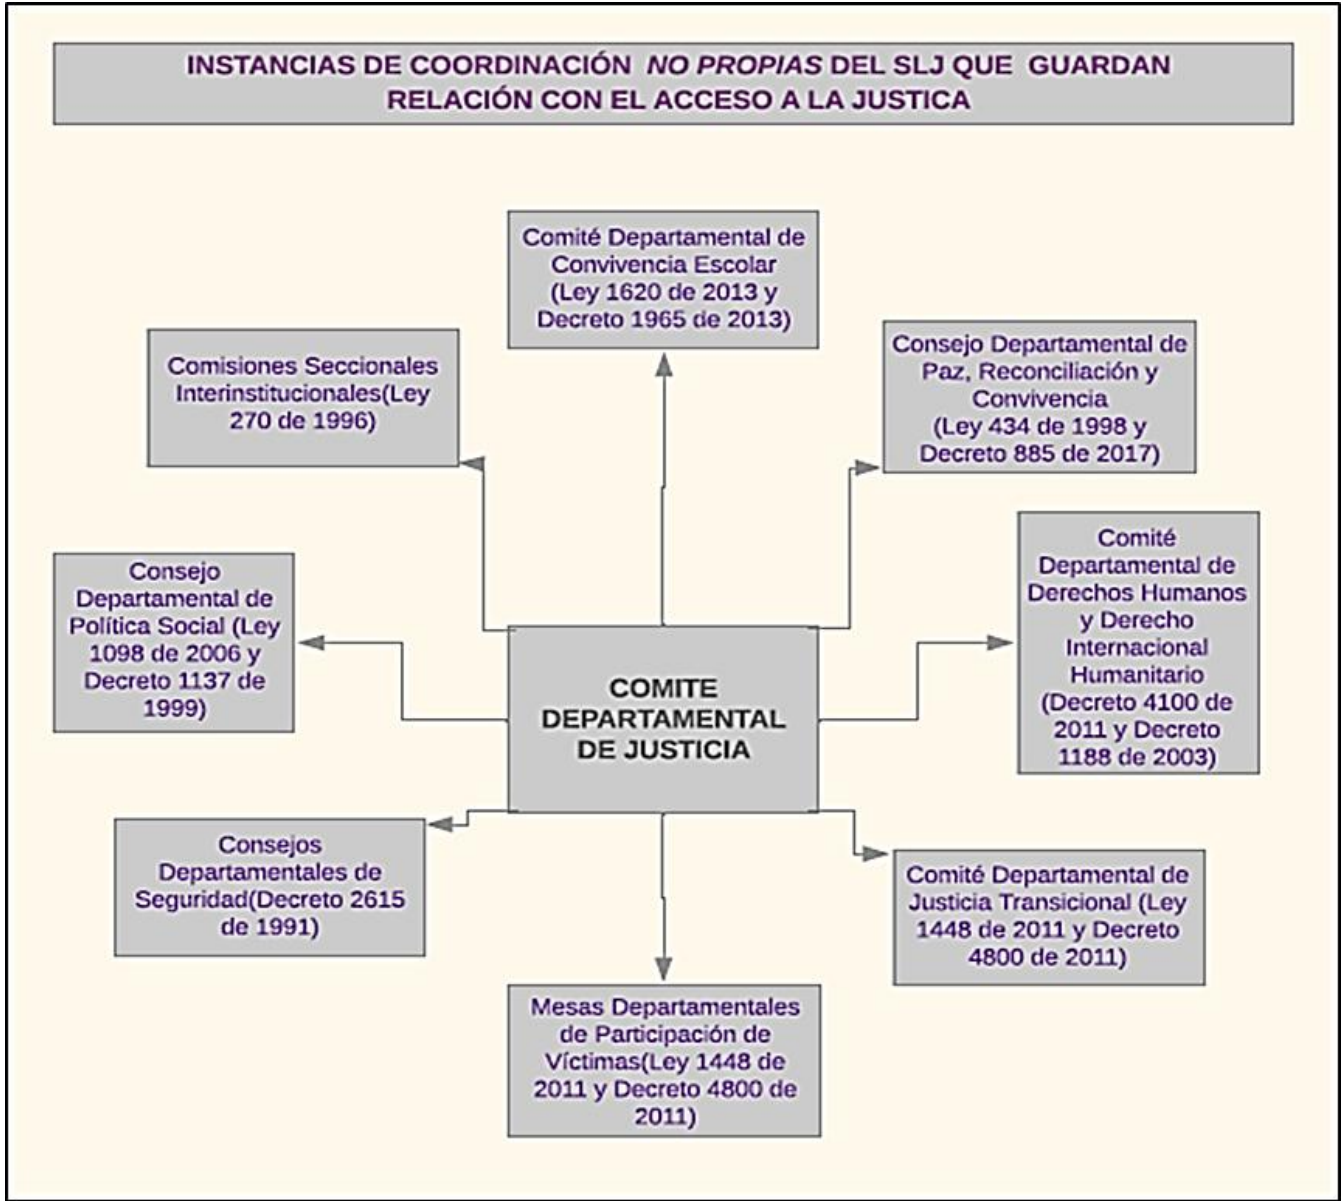 INSTANCIAS DE COORDINACIÓN NO PROPIAS DEL SLJ QUE GUARDAN
RELACIÓN CON EL ACCESO A LA JUSTICA
Comité Departamental de
Convivencia Escolar
(Ley 1620 de 2013 y
Decreto 1965 de 2013)
Comisiones Seccionales
Interinstitucionales(Ley
270 de 1996)
Consejo Departamental de
Paz, Reconciliación y
Convivencia
(Ley 434 de 1998 y
Decreto 885 de 2017)
Consejo
Departamental de
Política Social (Ley
1098 de 2006 y
Decreto 1137 de
1999)
COMITE
DEPARTAMENTAL
DE JUSTICIA
Comité
Departamental de
Derechos Humanos
y Derecho
Internacional
Humanitario
(Decreto 4100 de
2011 y Decreto
1188 de 2003)
Consejos
Departamentales de
Seguridad(Decreto 2615
de 1991)
Comité Departamental de
Justicia Transicional (Ley
1448 de 2011 y Decreto
4800 de 2011)
Mesas Departamentales
de Participación de
Víctimas(Ley 1448 de
2011 y Decreto 4800 de
2011)